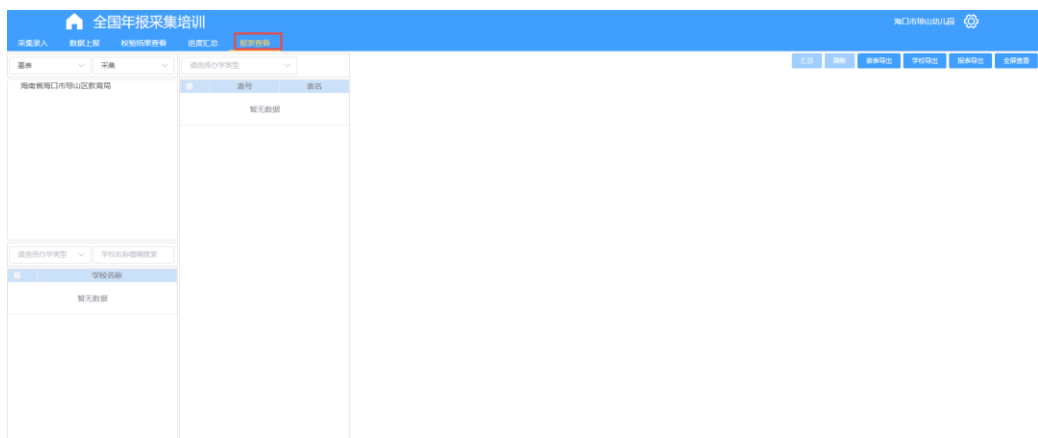 全国年报采集培训
海口市琼山幼儿园
采集录入 数据上报 校验结果查看 进度汇总 报表查看
基表 采集 请选择办学类型 汇总 刷新 套表导出 学校导出 报表导出 全屏查看
海南省海口市琼山区教育局
表号 表名
暂无数据
请选择办学类型 学校名称模糊搜索
学校名称
暂无数据